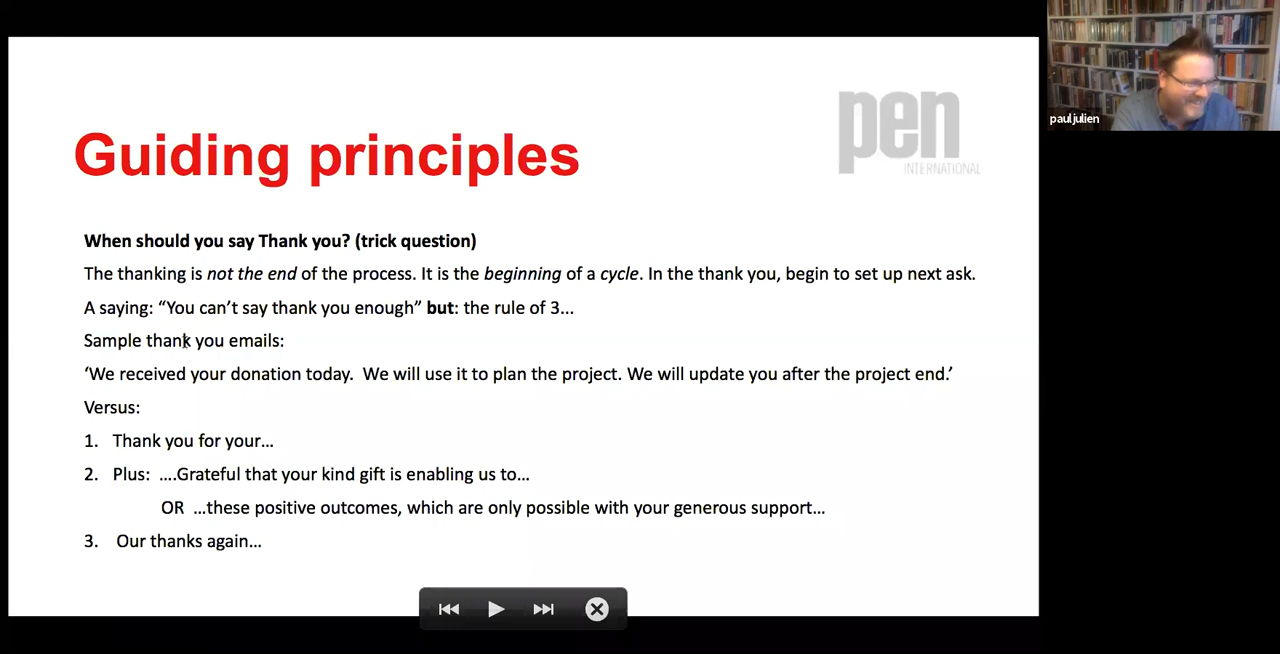 pen
INTERNATIONAL
pauljulien
Guiding principles
When should you say Thank you? (trick question)
The thanking is not the end of the process. It is the beginning of a cycle. In the thank you, begin to set up next ask.
A saying: “You can’t say thank you enough” but: the rule of 3...
Sample thank you emails:
‘We received your donation today.  We will use it to plan the project. We will update you after the project end.’
Versus:
1. Thank you for your…
2. Plus: ….Grateful that your kind gift is enabling us to…
OR …these positive outcomes, which are only possible with your generous support…
3. Our thanks again…